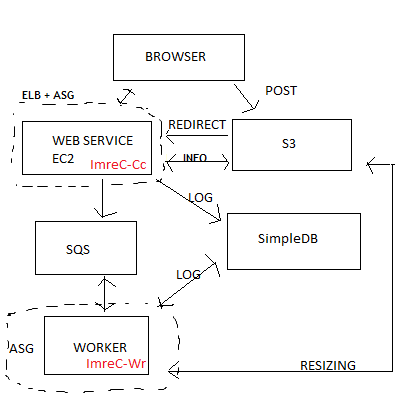 BROWSER
ELB + ASG
POST
REDIRECT
WEB SERVICE
EC2
ImreC-Cc
S3
INFO
LOG
SQS
SimpleDB
LOG
ASG
WORKER
ImreC-Wr
RESIZING